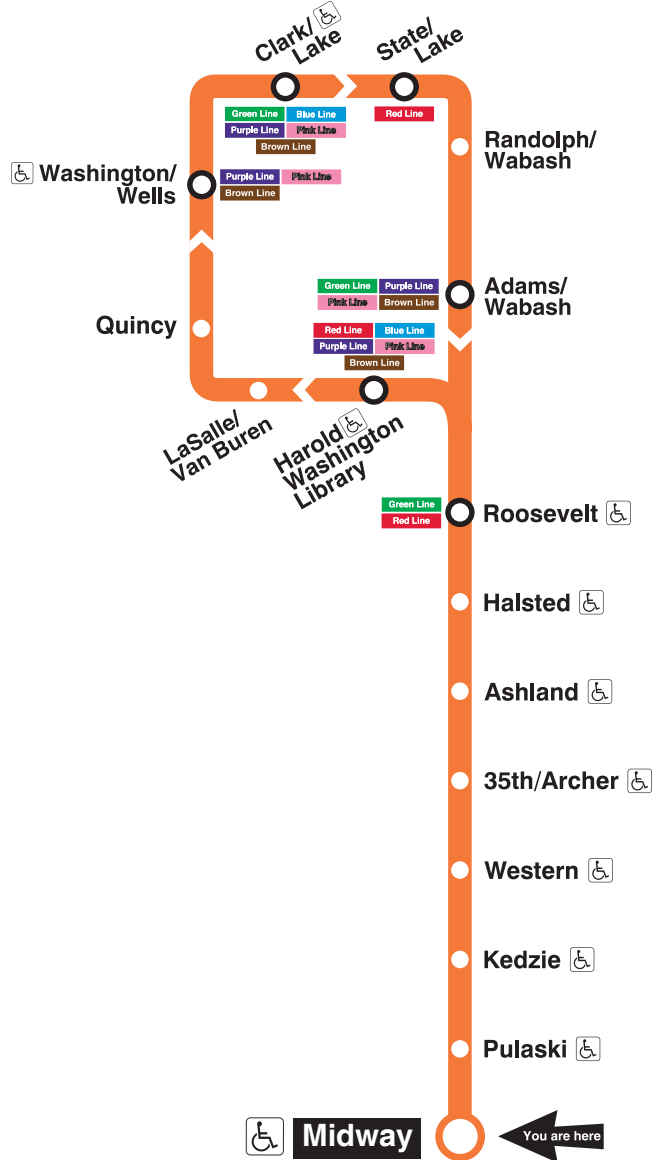 Clark/
Lake
State/
Lake
Green Line
Blue Line
Purple Line
Pink Line
Brown Line
Red Line
Randolph/
Wabash
Washington/
Wells
Purple Line
Pink Line
Brown Line
Green Line
Purple Line
Pink Line
Brown Line
Adams/
Wabash
Quincy
Red Line
Blue Line
Purple Line
Pink Line
Brown Line
LaSalle/
Van Buren
Harold
Washington
Library
Green Line
Red Line
Roosevelt
Halsted
Ashland
35th/Archer
Western
Kedzie
Pulaski
Midway
You are here